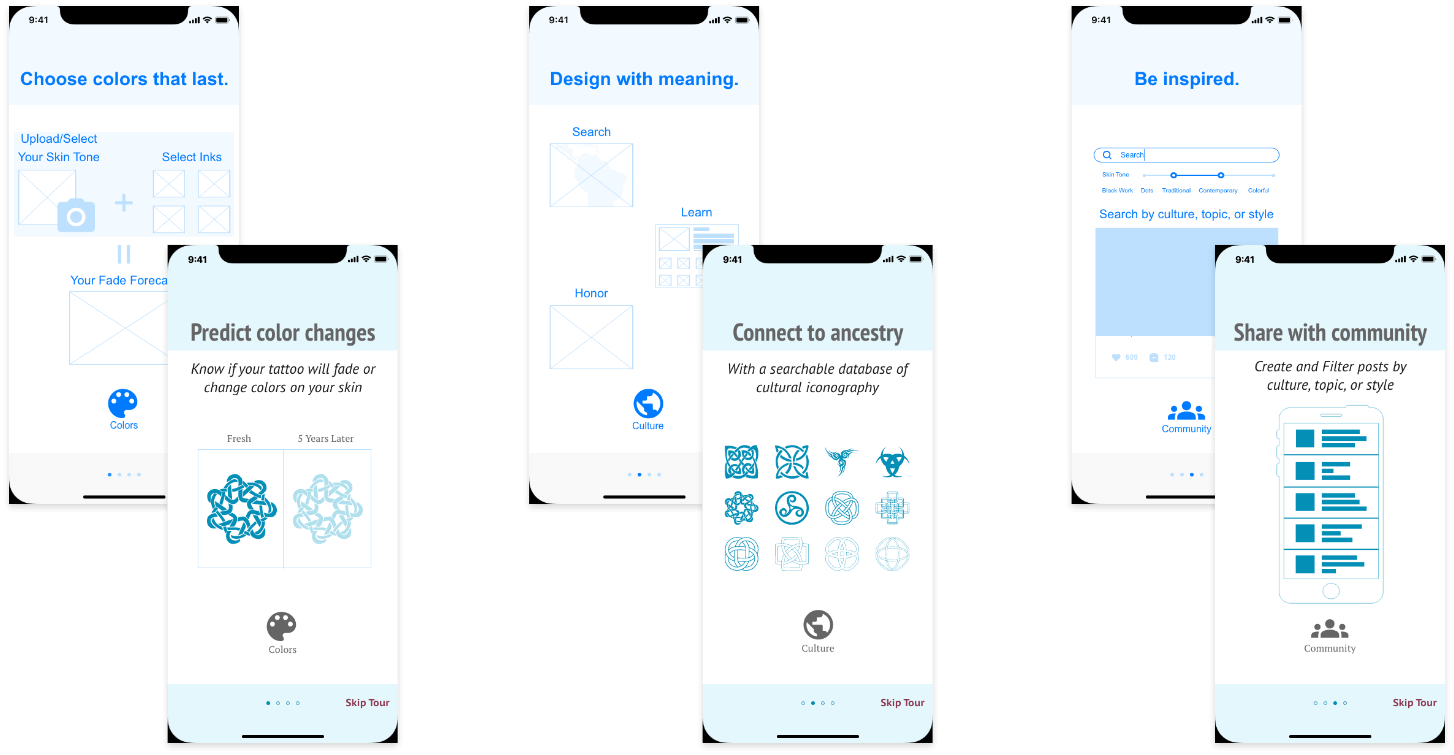 9:41
Choose colors that last.
Upload/Select
Your Skin Tone
Select Inks
Your Fade Foreca
Colors
9:41
Predict color changes
Know if your tattoo will fade or
change colors on your skin
Fresh
5 Years Later
Colors
Skip Tour
9:41
Design with meaning.
Search
Learn
Honor
Culture
9:41
Connect to ancestry
With a searchable database of
cultural iconography
Culture
Skip Tour
9:41
Be inspired.
Search
Skin Tone
Black Work Dots Traditional Contemporary Colorful
Search by culture, topic, or style
600 120
Community
9:41
Share with community
Create and Filter posts by
culture, topic, or style
Community
Skip Tour